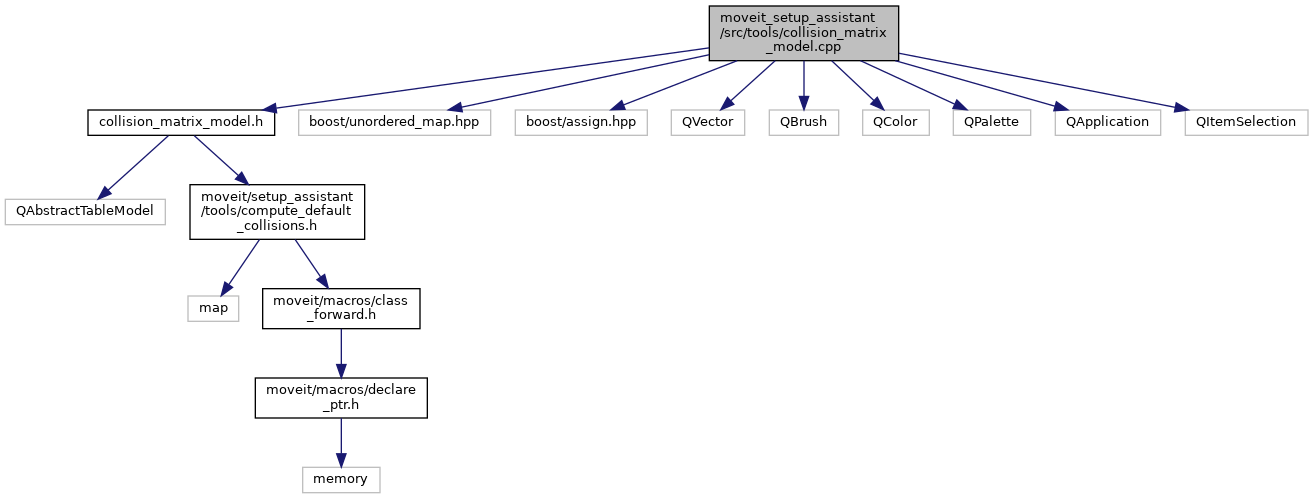 moveit_setup_assistant
/src/tools/collision_matrix
_model.cpp
collision_matrix_model.h
boost/unordered_map.hpp
boost/assign.hpp
QVector
QBrush
QColor
QPalette
QApplication
QItemSelection
QAbstractTableModel
moveit/setup_assistant
/tools/compute_default
_collisions.h
map
moveit/macros/class
_forward.h
moveit/macros/declare
_ptr.h
memory